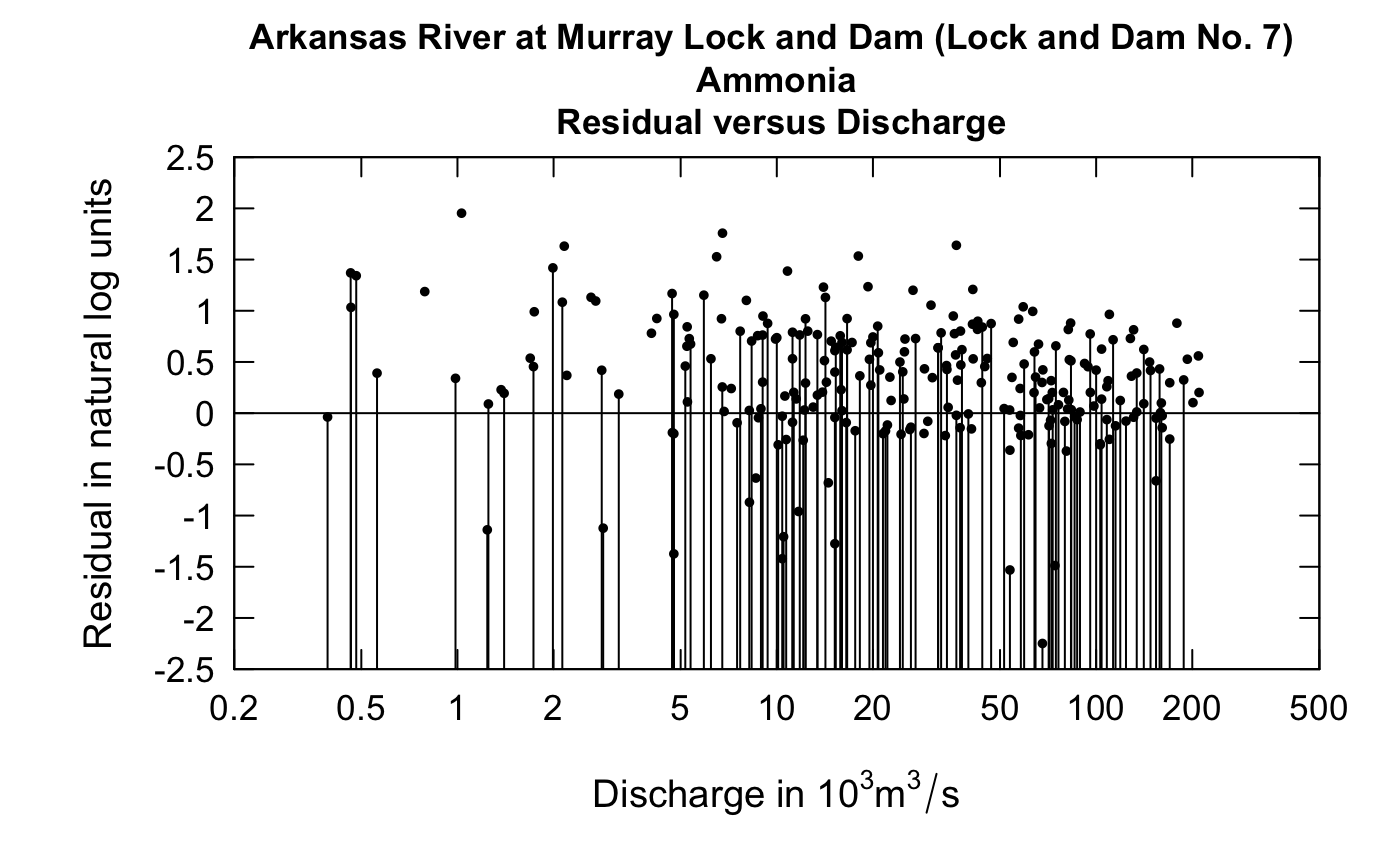 Arkansas River at Murray Lock and Dam (Lock and Dam No. 7)
Ammonia
Residual versus Discharge
Residual in natural log units
2.5
2
1.5
1
0.5
0
-0.5
-1
-1.5
-2
-2.5
0.2 0.5 1 2 5 10 20 50 100 200 500
Discharge in 10³m³/s